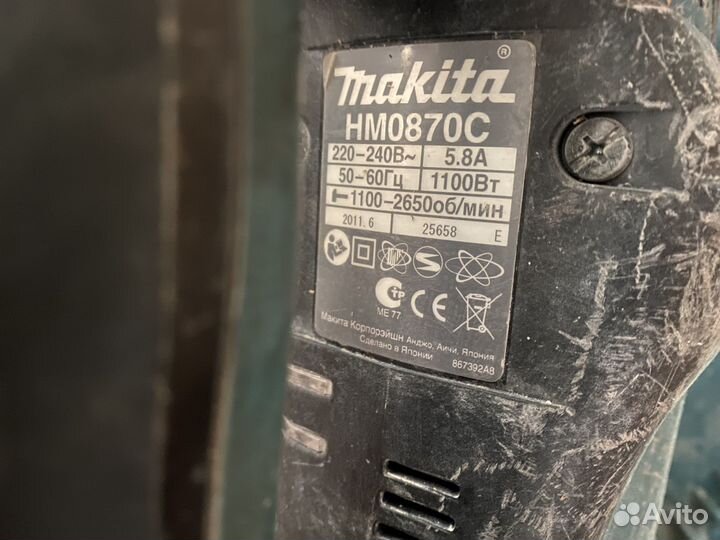 makita ®
HM0870C
220-240В~ 5.8А
50-60Гц 1100Вт
1100-2650об/мин
2011.6 25658 E
ME 77
Макита Корпорэйшн Анджо, Аичи, Япония
Сделано в Японии 867392A8
Avito